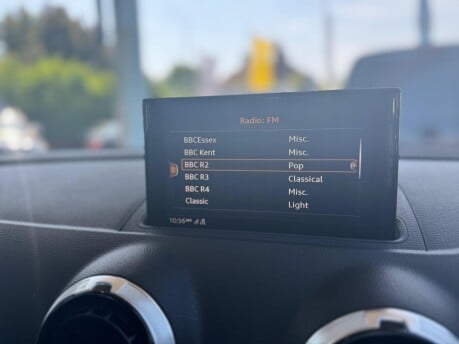 Radio: FM
BBCEssex Misc.
BBC Kent Misc.
BBC R2 Pop
BBC R3 Classical
BBC R4 Misc.
Classic Light
10:36